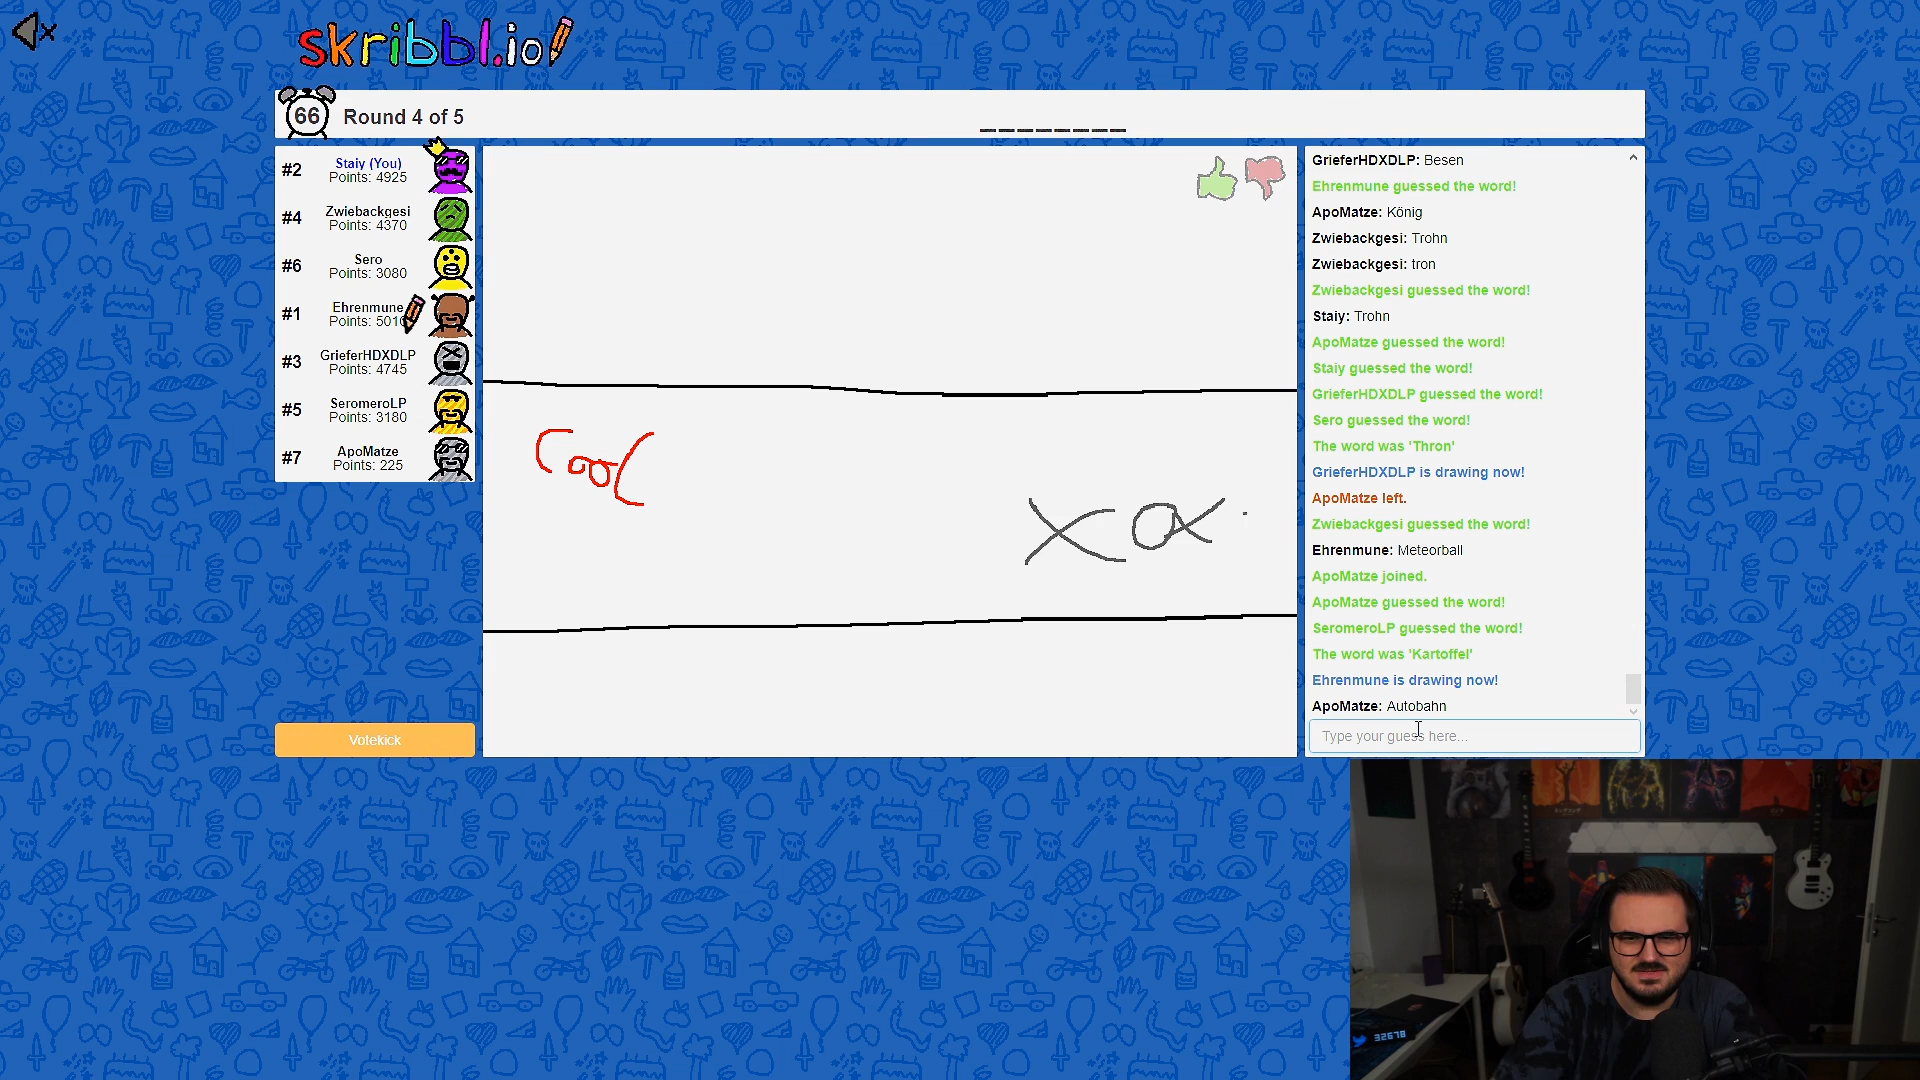 skribbl.io
66
Round 4 of 5
#2
Staiy (You)
Points: 4925
#4
Zwiebackgesi
Points: 4370
#6
Sero
Points: 3080
#1
Ehrenmune
Points: 501
#3
GrieferHDXDLP
Points: 4745
#5
SeromeroLP
Points: 3180
#7
ApoMatze
Points: 225
Votekick
GrieferHDXDLP: Besen
Ehrenmune guessed the word!
ApoMatze: König
Zwiebackgesi: Trohn
Zwiebackgesi: tron
Zwiebackgesi guessed the word!
Staiy: Trohn
ApoMatze guessed the word!
Staiy guessed the word!
GrieferHDXDLP guessed the word!
Sero guessed the word!
The word was 'Thron'
GrieferHDXDLP is drawing now!
ApoMatze left.
Zwiebackgesi guessed the word!
Ehrenmune: Meteorball
ApoMatze joined.
ApoMatze guessed the word!
SeromeroLP guessed the word!
The word was 'Kartoffel'
Ehrenmune is drawing now!
ApoMatze: Autobahn
Type your guess here...